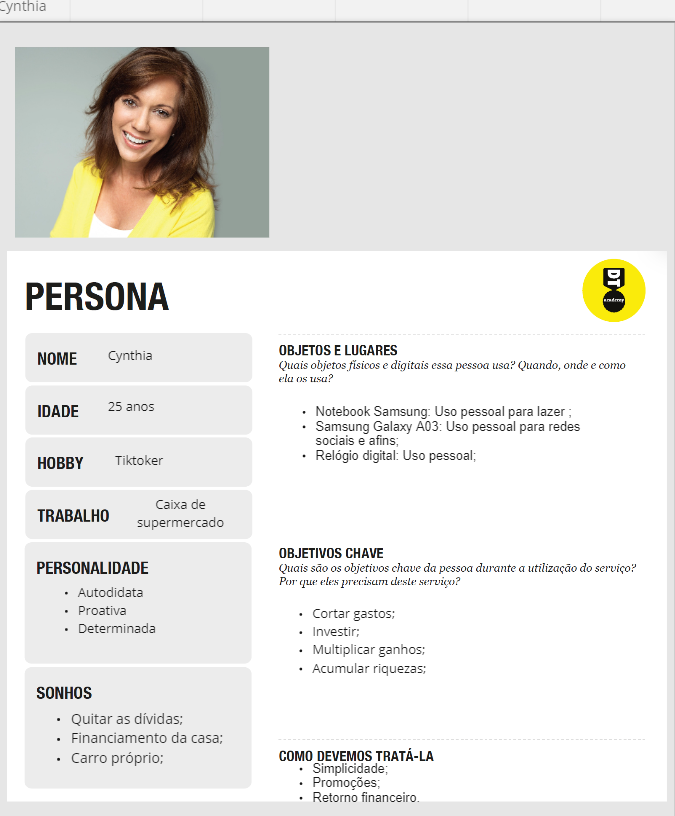 Cynthia
PERSONA
DT
academy
NOME Cynthia
IDADE 25 anos
HOBBY Tiktoker
TRABALHO Caixa de
supermercado
PERSONALIDADE
• Autodidata
• Proativa
• Determinada
SONHOS
• Quitar as dívidas;
• Financiamento da casa;
• Carro próprio;
OBJETOS E LUGARES
Quais objetos físicos e digitais essa pessoa usa? Quando, onde e como
ela os usa?
• Notebook Samsung: Uso pessoal para lazer ;
• Samsung Galaxy A03: Uso pessoal para redes
sociais e afins;
• Relógio digital: Uso pessoal;
OBJETIVOS CHAVE
Quais são os objetivos chave da pessoa durante a utilização do serviço?
Por que eles precisam deste serviço?
• Cortar gastos;
• Investir;
• Multiplicar ganhos;
• Acumular riquezas;
COMO DEVEMOS TRATÁ-LA
• Simplicidade;
• Promoções;
• Retorno financeiro.